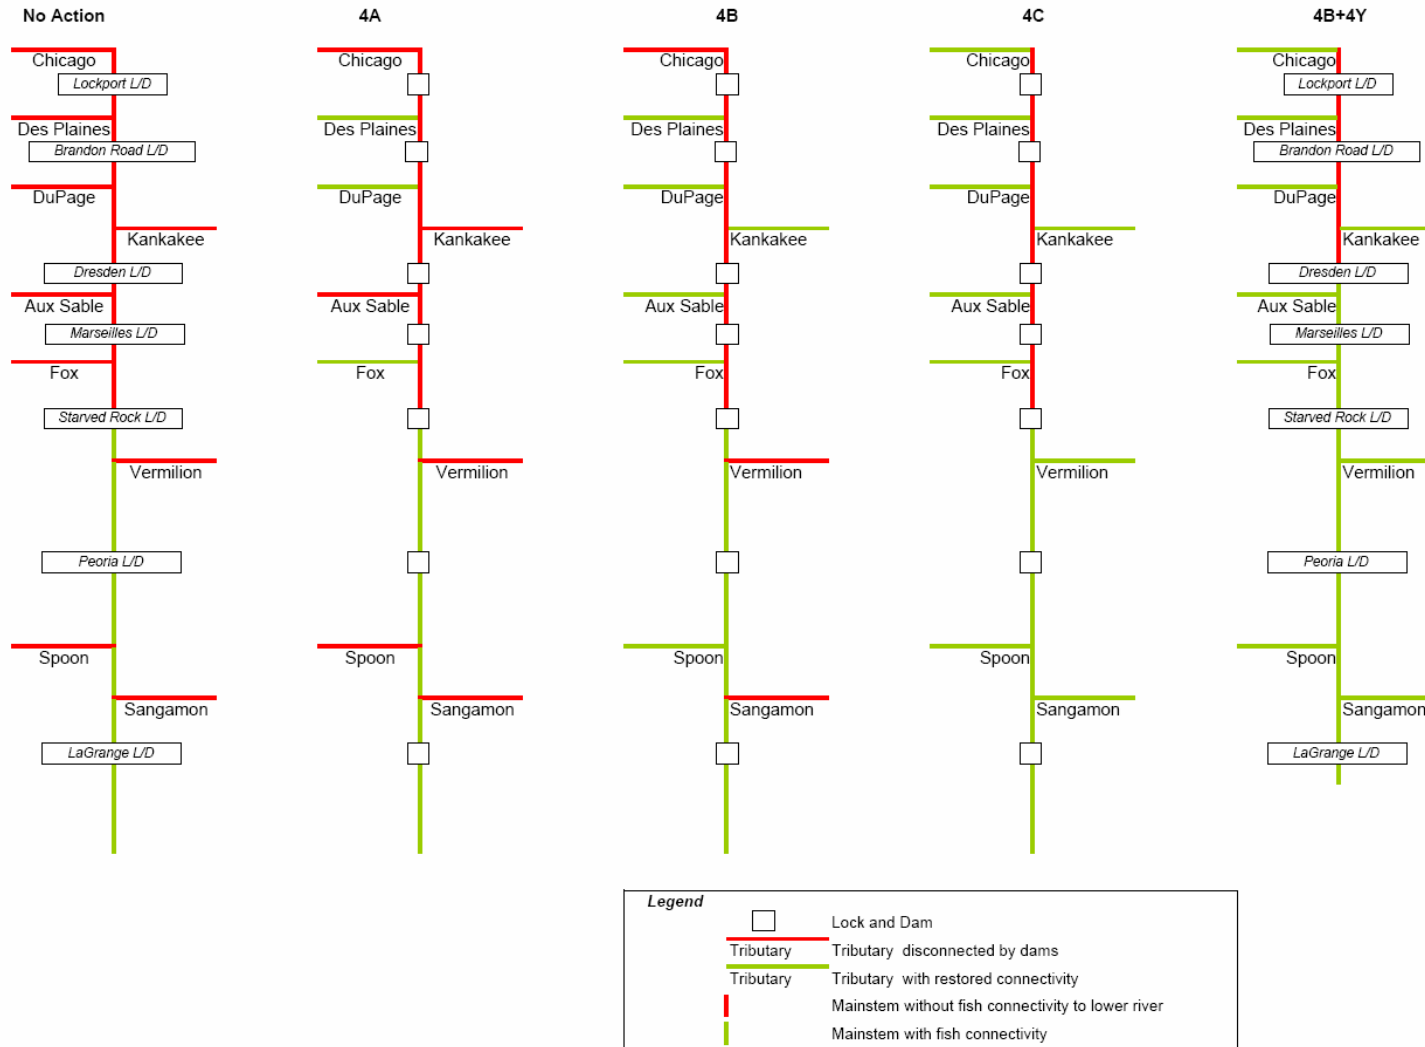 No Action 4A 4B 4C 4B+4Y
Chicago Chicago Chicago Chicago Chicago
Lockport L/D Lockport L/D
Des Plaines Des Plaines Des Plaines Des Plaines Des Plaines
Brandon Road L/D Brandon Road L/D
DuPage DuPage DuPage DuPage DuPage
Kankakee Kankakee Kankakee Kankakee Kankakee
Dresden L/D Dresden L/D
Aux Sable Aux Sable Aux Sable Aux Sable Aux Sable
Marseilles L/D Marseilles L/D
Fox Fox Fox Fox Fox
Starved Rock L/D Starved Rock L/D
Vermilion Vermilion Vermilion Vermilion Vermilion
Peoria L/D Peoria L/D
Spoon Spoon Spoon Spoon Spoon
Sangamon Sangamon Sangamon Sangamon Sangamon
LaGrange L/D LaGrange L/D
Legend
Lock and Dam
Tributary Tributary disconnected by dams
Tributary Tributary with restored connectivity
Mainstem without fish connectivity to lower river
Mainstem with fish connectivity